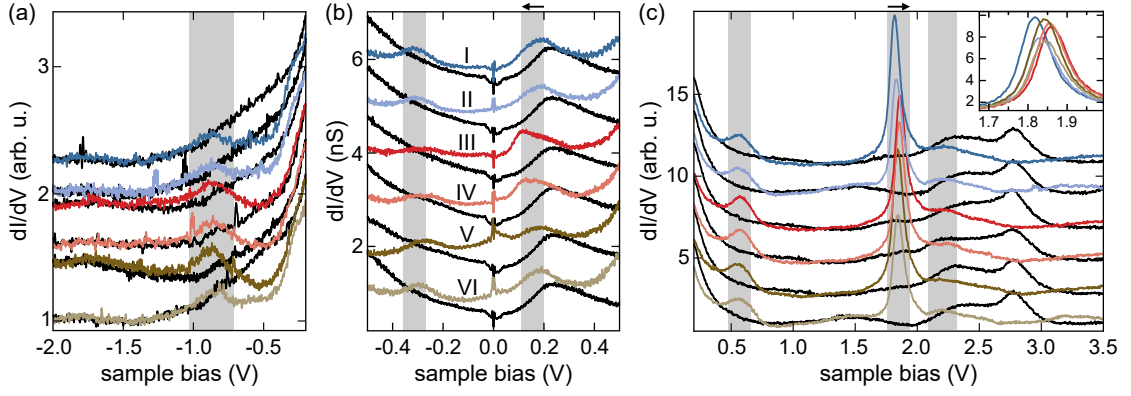 (a)
dI/dV (arb. u.)
3
2
1
-2.0 -1.5 -1.0 -0.5
sample bias (V)
(b)
dI/dV (nS)
6
4
2
I
II
III
IV
V
VI
-0.4 -0.2 0.0 0.2 0.4
sample bias (V)
(c)
dI/dV (arb. u.)
15
10
5
0.5 1.0 1.5 2.0 2.5 3.0 3.5
sample bias (V)
8
6
4
2
1.7 1.8 1.9